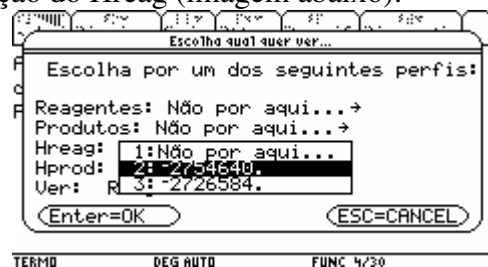 ção do Hreag (imagem abaixo):
Escolha qual quer ver...
Escolha por um dos seguintes perfis:
Reagentes: Não por aqui...→
Produtos: Não por aqui...→
Hreag:
1:Não por aqui...
Hprod:
2:-2754640.
Ver: R
3:-2726584.
Enter=OK
ESC=CANCEL
TERMO DEG AUTO FUNC 4/30